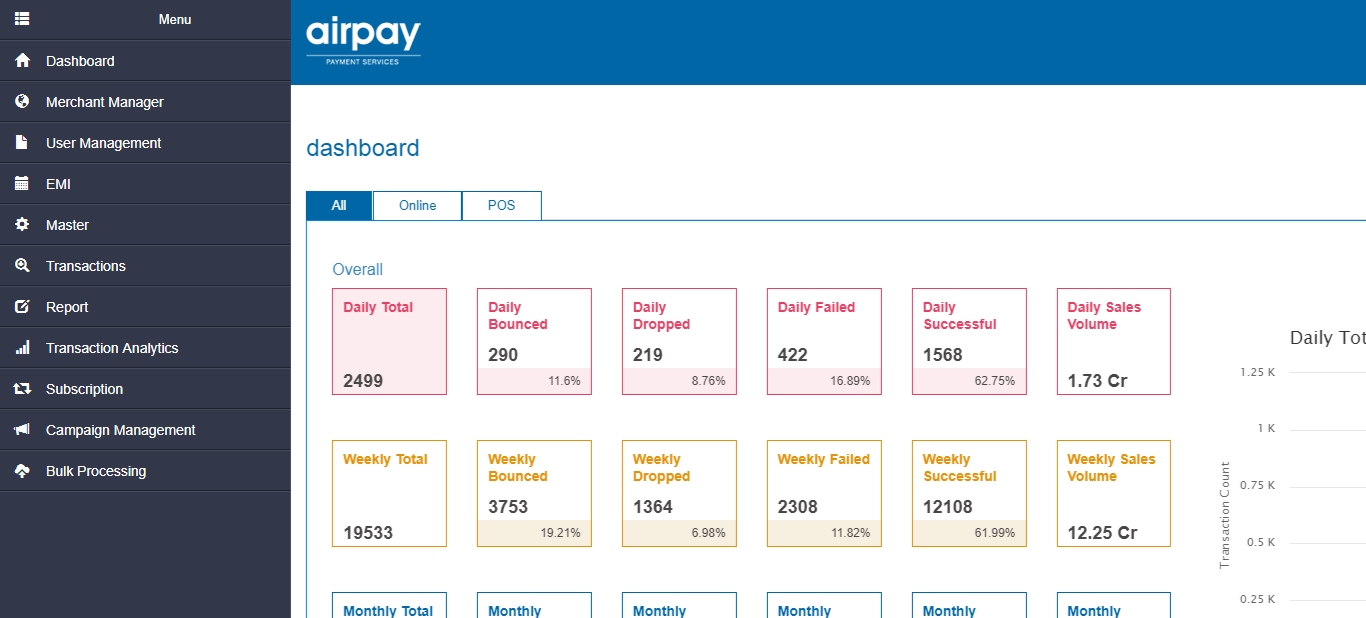 Menu
Dashboard
Merchant Manager
User Management
EMI
Master
Transactions
Report
Transaction Analytics
Subscription
Campaign Management
Bulk Processing
airpay
PAYMENT SERVICES
dashboard
All
Online
POS
Overall
Daily Total
2499
Daily
Bounced
290
11.6%
Daily
Dropped
219
8.76%
Daily Failed
422
16.89%
Daily
Successful
1568
62.75%
Daily Sales
Volume
1.73 Cr
Weekly Total
19533
Weekly
Bounced
3753
19.21%
Weekly
Dropped
1364
6.98%
Weekly Failed
2308
11.82%
Weekly
Successful
12108
61.99%
Weekly Sales
Volume
12.25 Cr
Monthly Total
Monthly
Monthly
Monthly
Monthly
Monthly
Daily Tot
1.25 K
1 K
0.75 K
0.5 K
0.25 K
Transaction Count